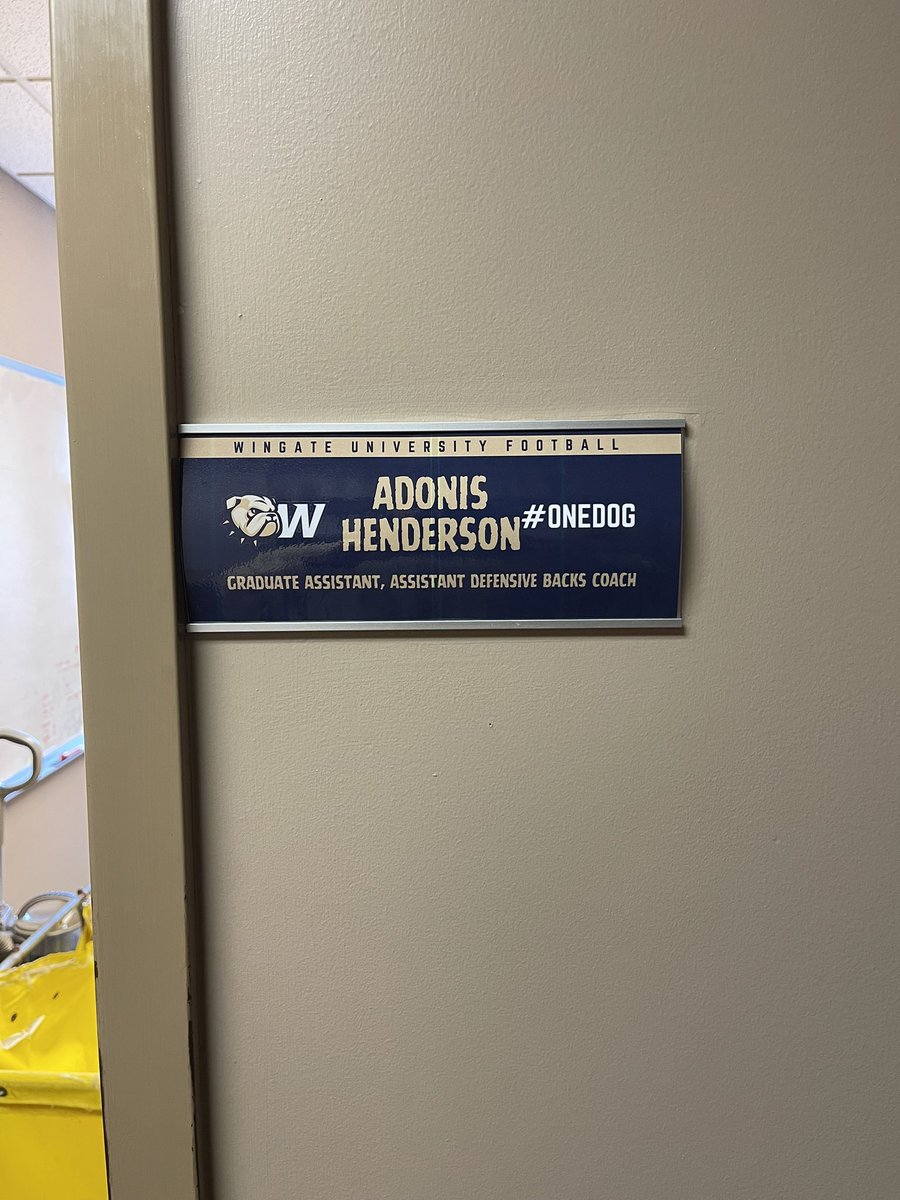 WINGATE UNIVERSITY FOOTBALL
W
ADONIS
HENDERSON
#ONEDOG
GRADUATE ASSISTANT, ASSISTANT DEFENSIVE BACKS COACH